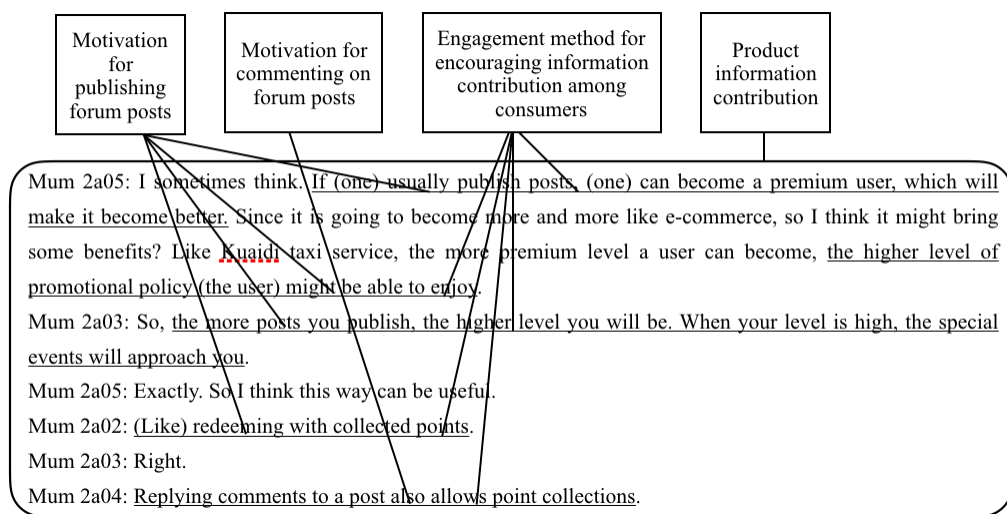 Motivation
for
publishing
forum posts
Motivation for
commenting on
forum posts
Engagement method for
encouraging information
contribution among
consumers
Product
information
contribution
Mum 2a05: I sometimes think. If (one) usually publish posts, (one) can become a premium user, which will
make it become better. Since it is going to become more and more like e-commerce, so I think it might bring
some benefits? Like Kuaidi taxi service, the more premium level a user can become, the higher level of
promotional policy (the user) might be able to enjoy.
Mum 2a03: So, the more posts you publish, the higher level you will be. When your level is high, the special
events will approach you.
Mum 2a05: Exactly. So I think this way can be useful.
Mum 2a02: (Like) redeeming with collected points.
Mum 2a03: Right.
Mum 2a04: Replying comments to a post also allows point collections.